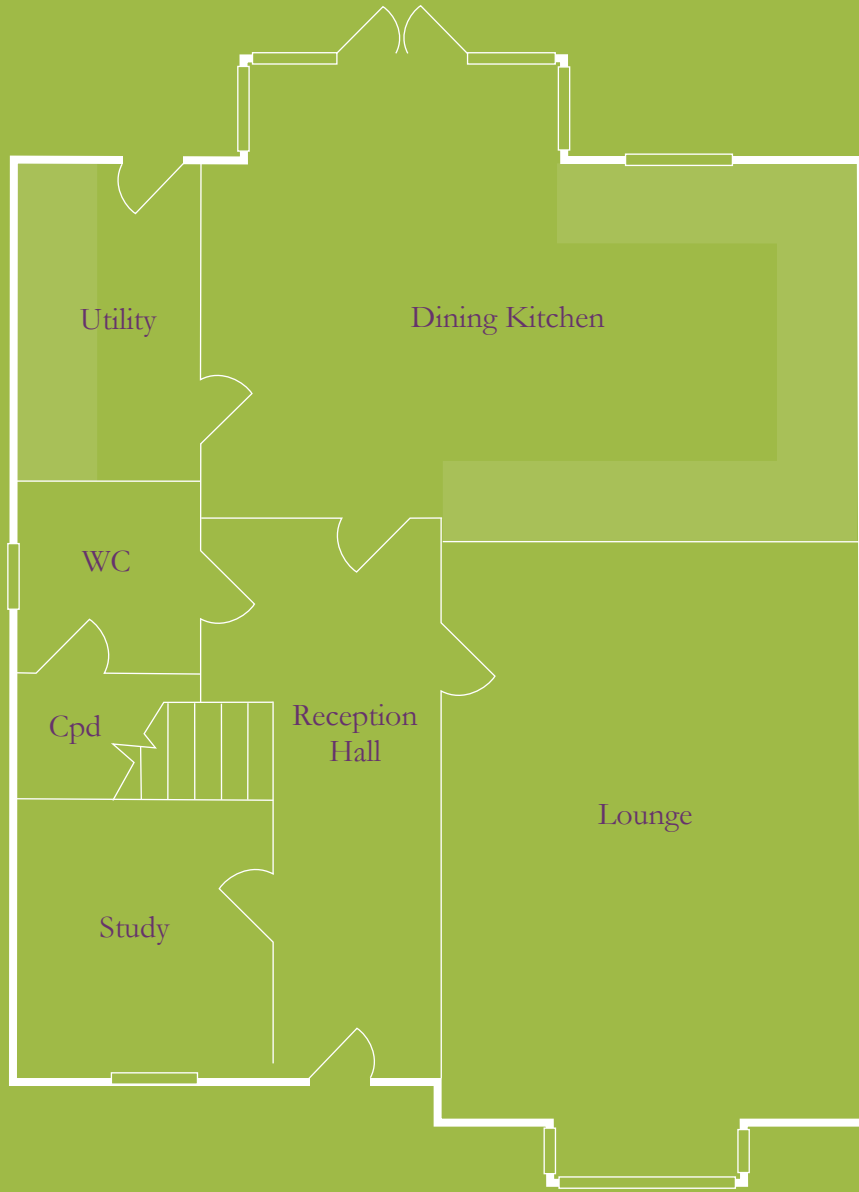 Utility
Dining Kitchen
WC
Cpd
Reception
Hall
Lounge
Study